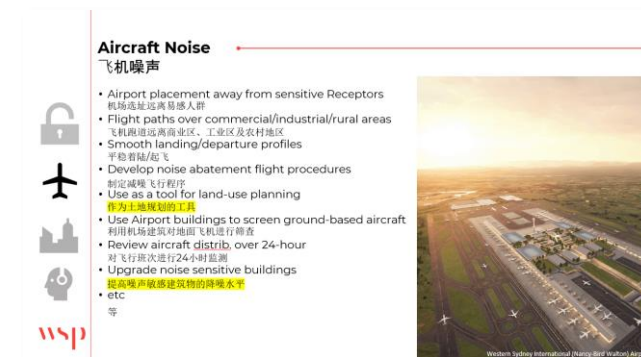 Aircraft Noise
飞机噪声
• Airport placement away from sensitive Receptors
机场选址远离易感人群
• Flight paths over commercial/industrial/rural areas
飞机跑道远离商业区、工业区及农村地区
• Smooth landing/departure profiles
平稳着陆/起飞
• Develop noise abatement flight procedures
制定减噪飞行程序
• Use as a tool for land-use planning
作为土地规划的工具
• Use Airport buildings to screen ground-based aircraft
利用机场建筑对地面飞机进行筛查
• Review aircraft distrib. over 24-hour
对飞行班次进行24小时监测
• Upgrade noise sensitive buildings
提高噪声敏感建筑物的降噪水平
• etc
等
wsp
Western Sydney International (Nancy-Bird Walton) Air